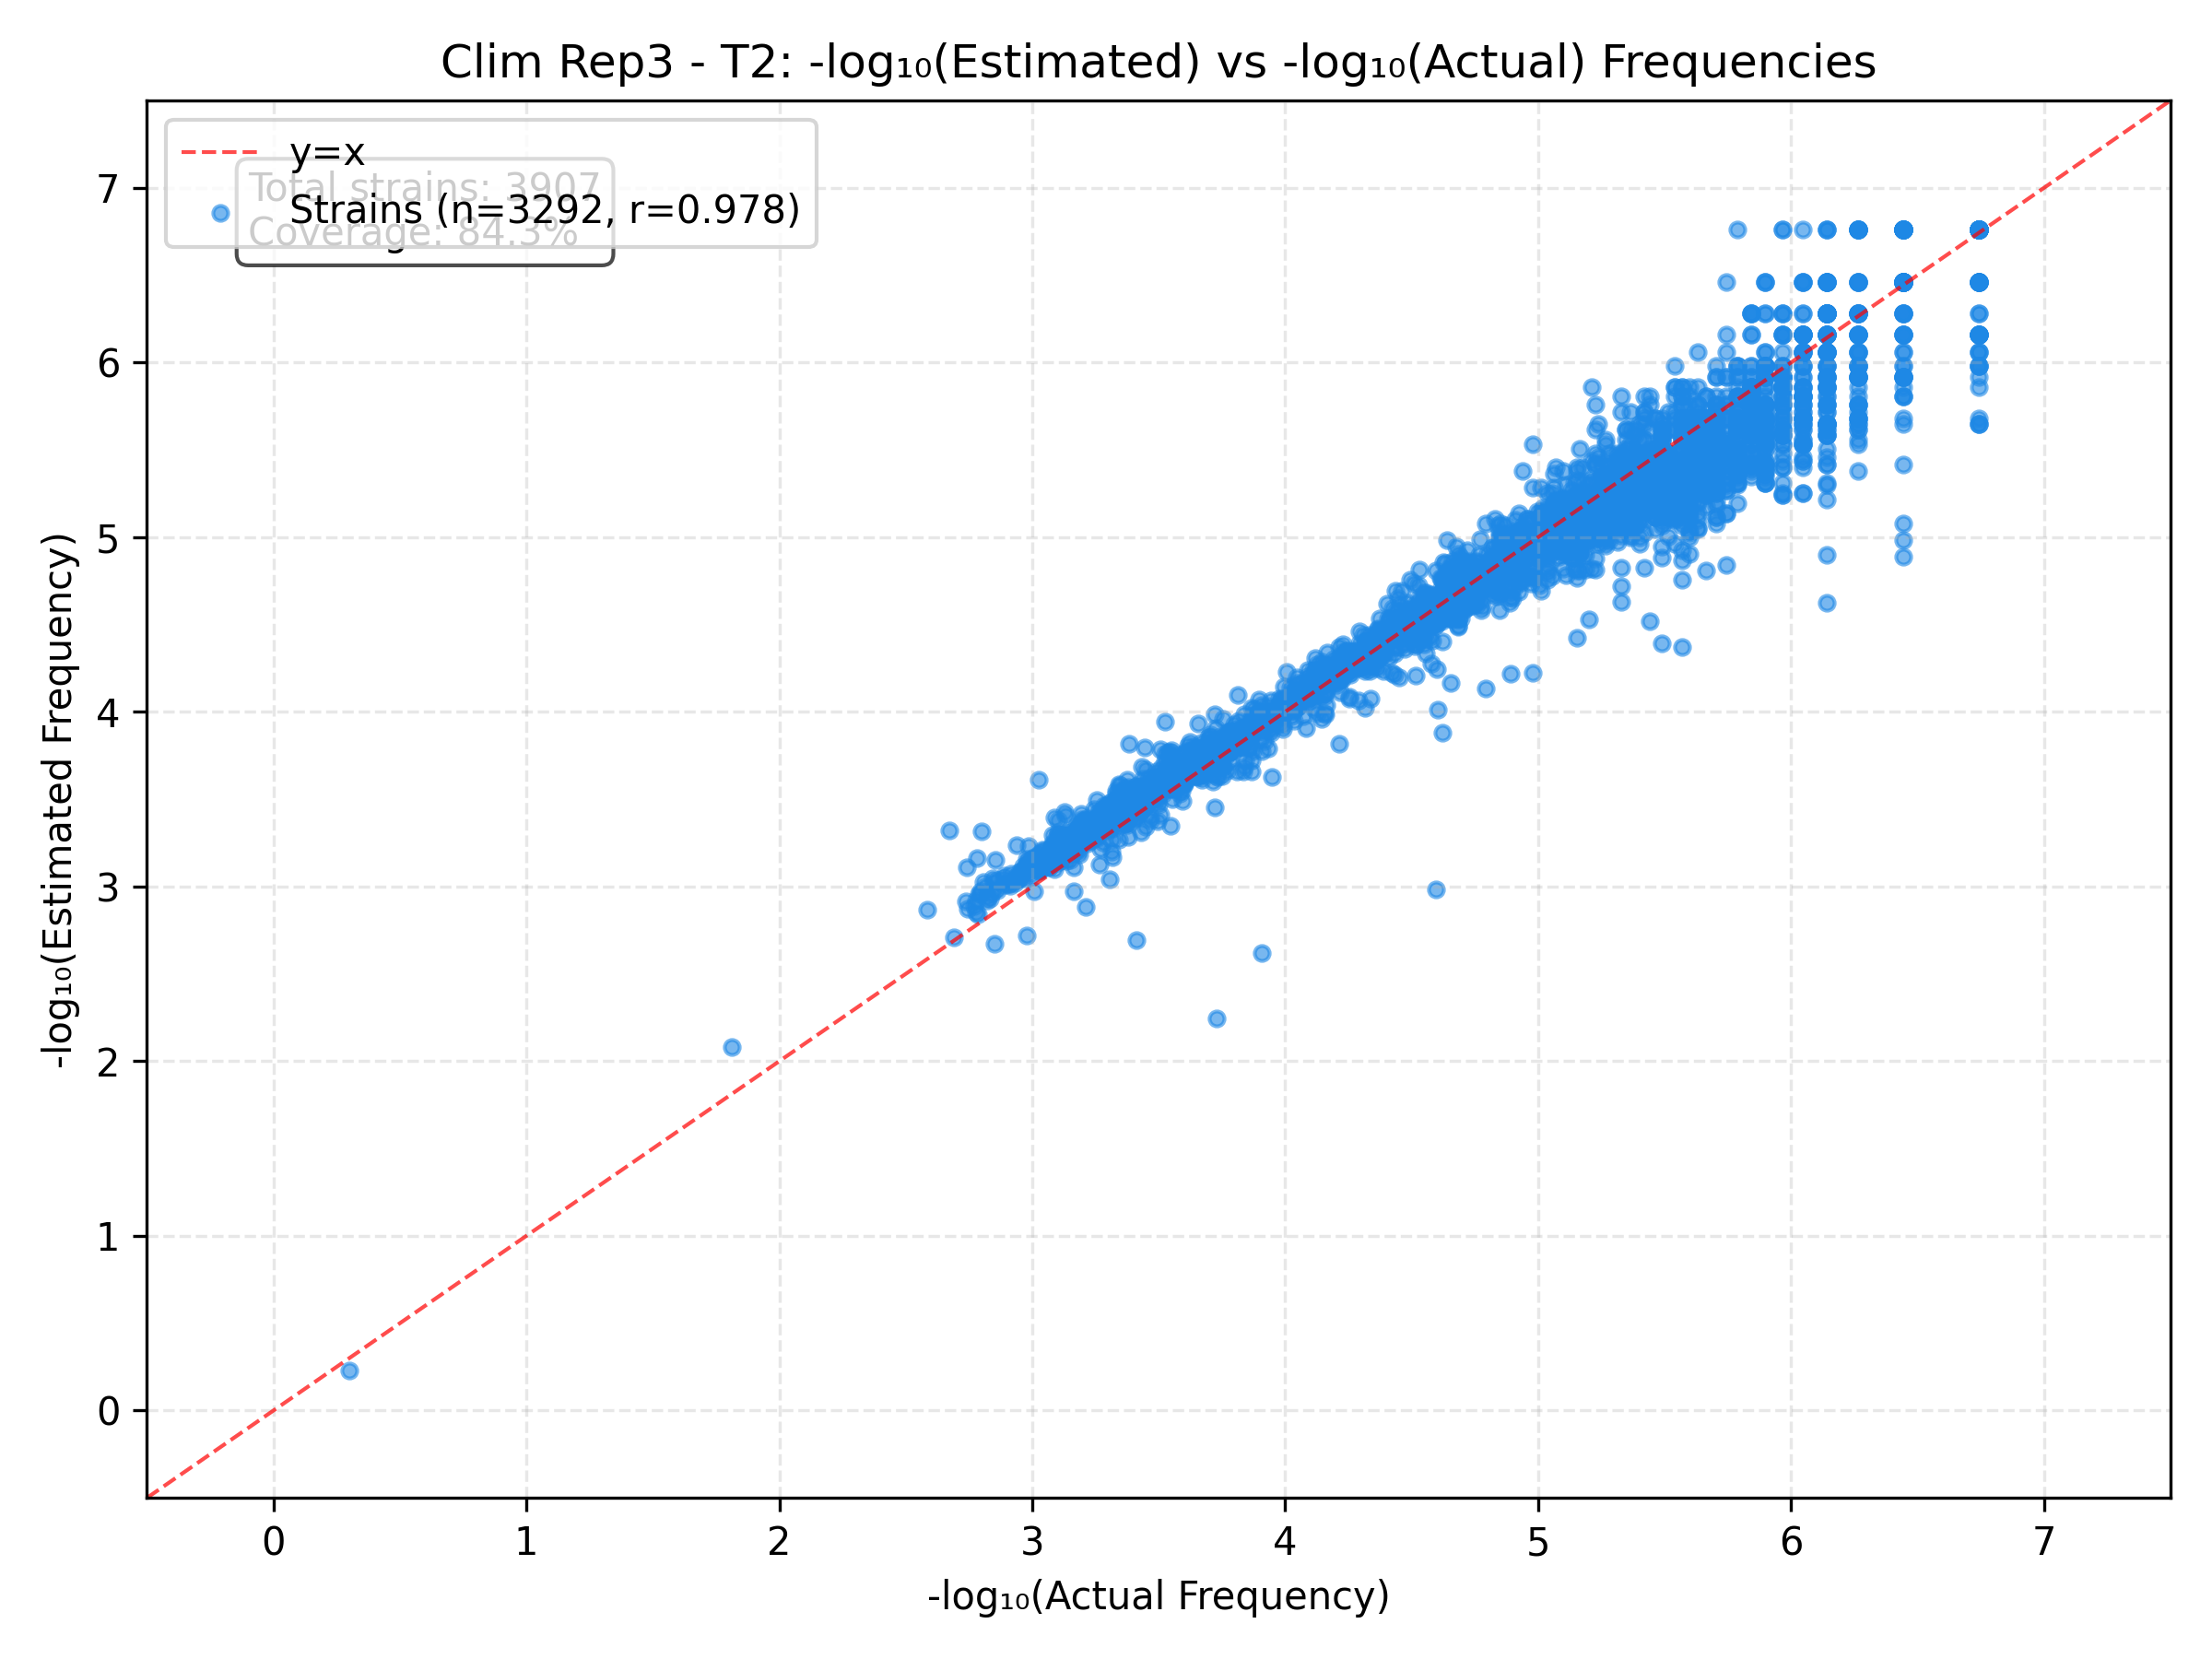 Clim Rep3 - T2: -log₁₀(Estimated) vs -log₁₀(Actual) Frequencies
y=x
Total strains: 3907
Strains (n=3292, r=0.978)
Coverage: 84.3%
-log₁₀(Estimated Frequency)
7
6
5
4
3
2
1
0
0 1 2 3 4 5 6 7
-log₁₀(Actual Frequency)